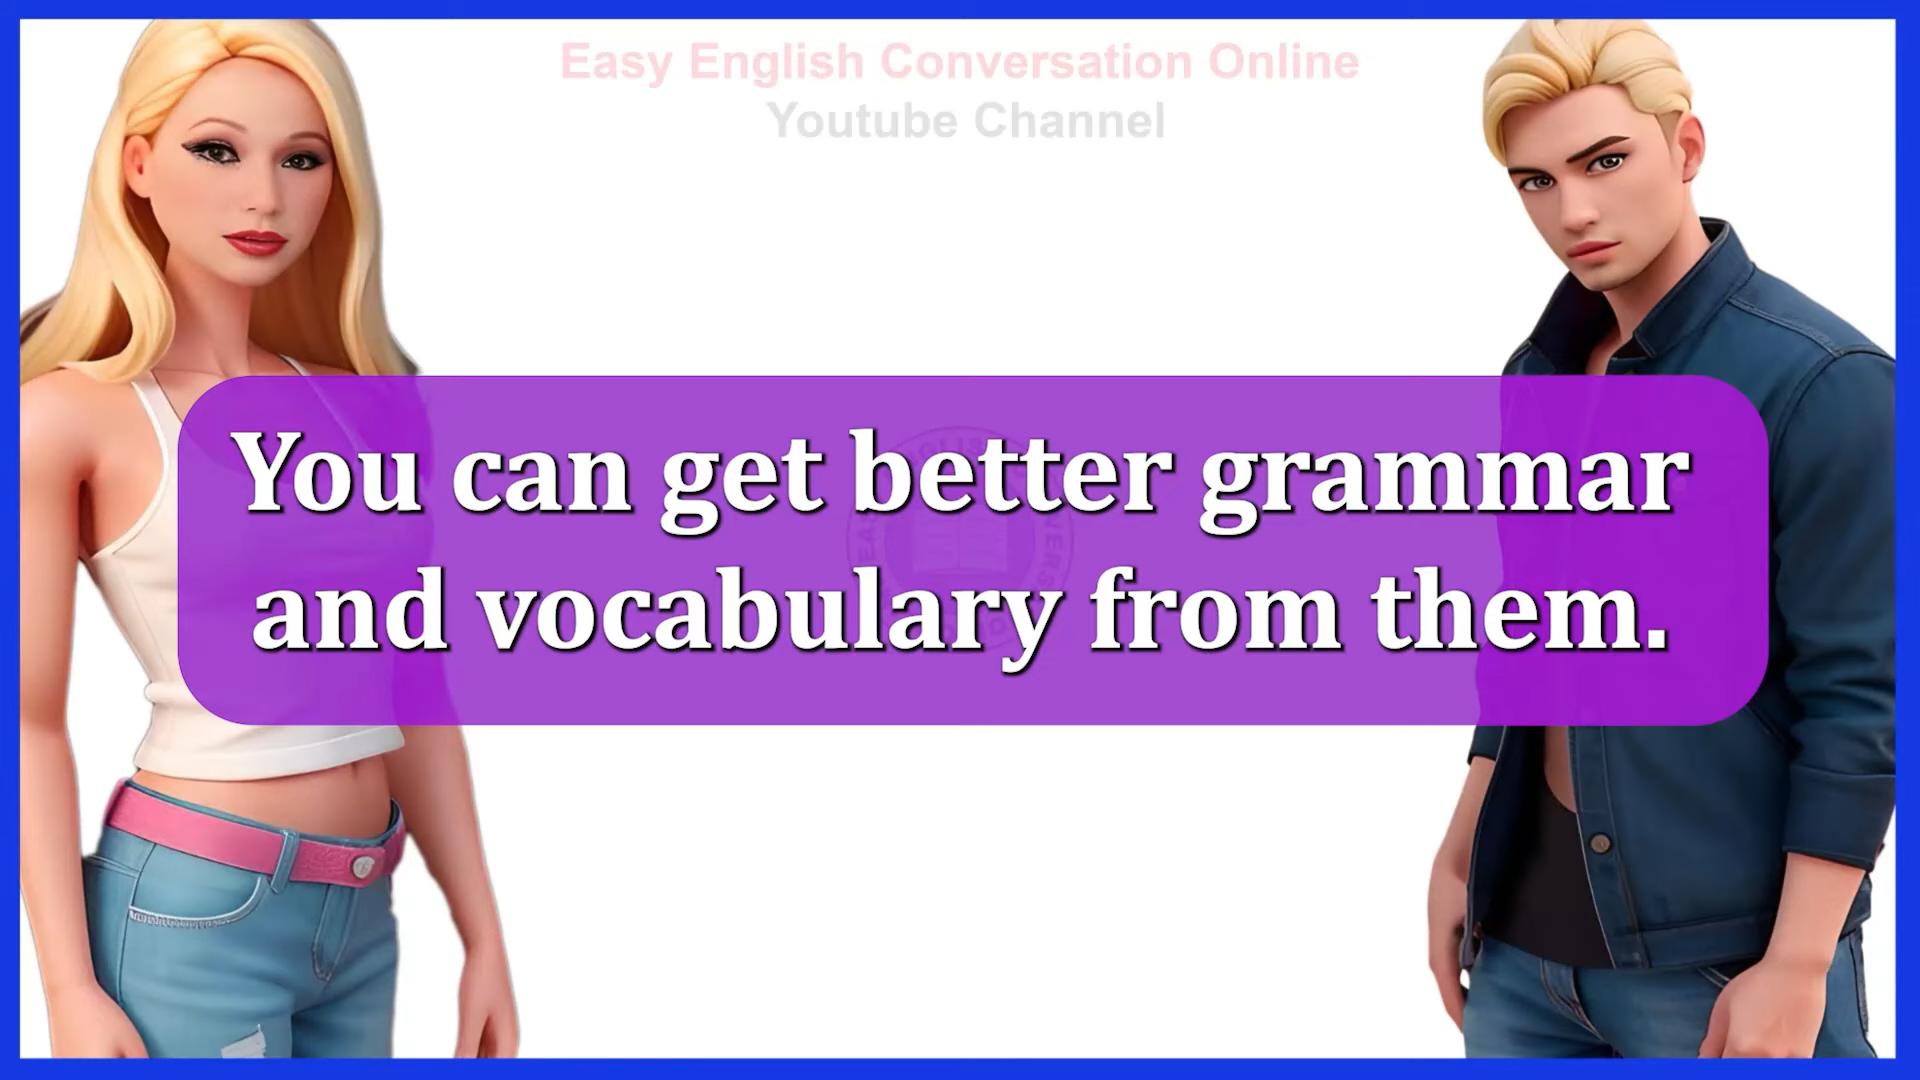 Easy English Conversation Online
Youtube Channel
You can get better grammar
and vocabulary from them.